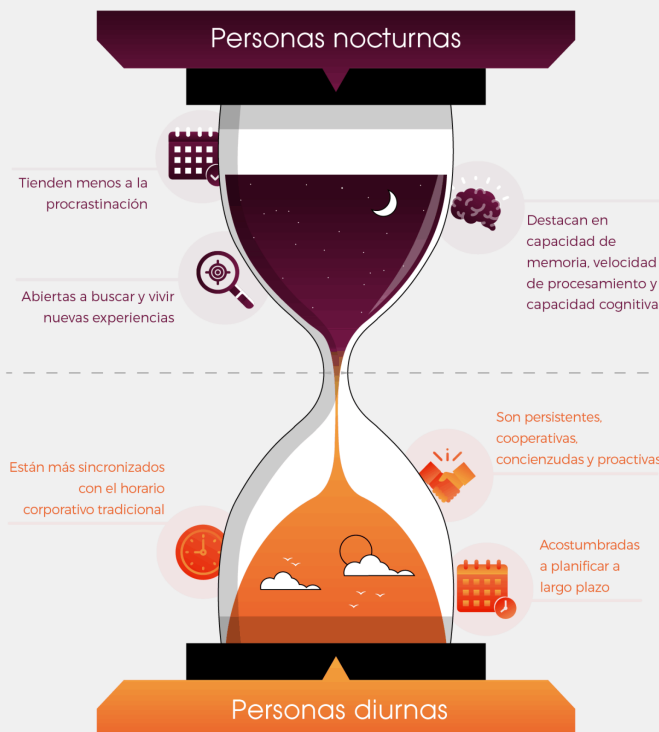 Personas nocturnas
Tienden menos a la
procrastinación
Destacan en
capacidad de
memoria, velocidad
de procesamiento y
capacidad cognitiva
Abiertas a buscar y vivir
nuevas experiencias
Son persistentes,
cooperativas,
concienzudas y proactivas
Están más sincronizados
con el horario
corporativo tradicional
Acostumbradas
a planificar a
largo plazo
Personas diurnas